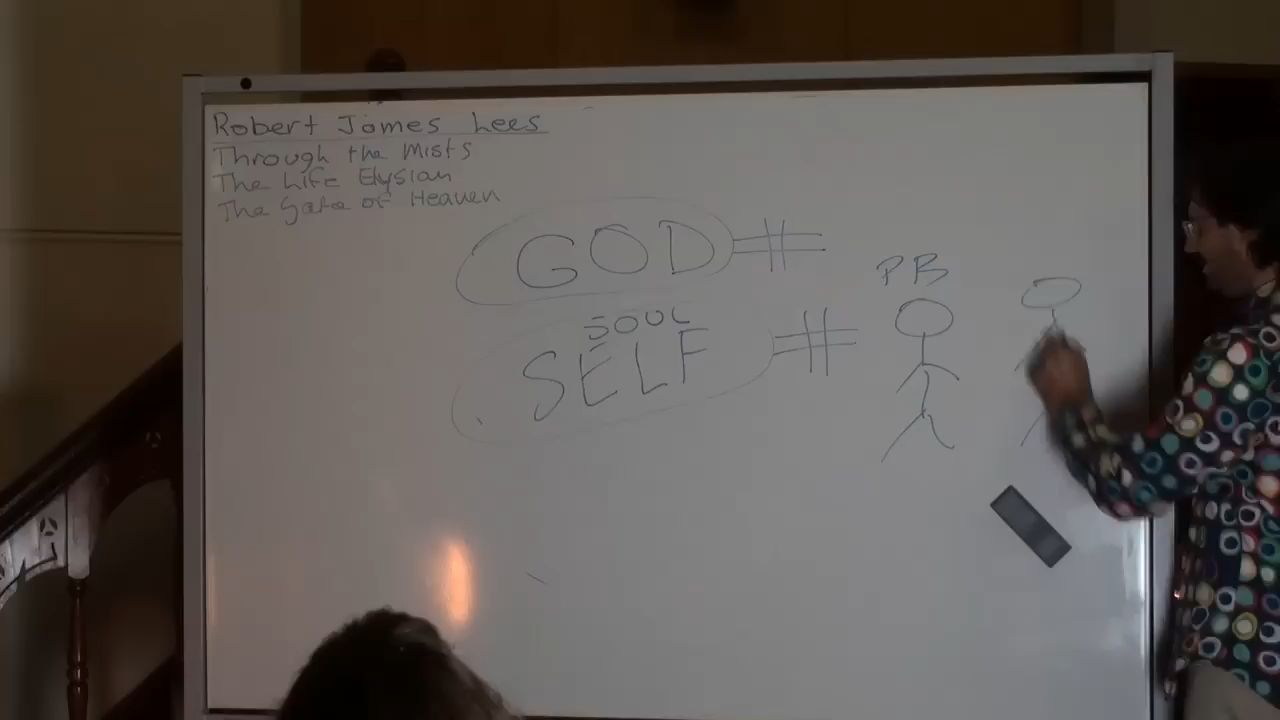 Robert James Lees
Through the Mists
The Life Elysian
The Gate of Heaven
GOD
PB
SOUL
SELF